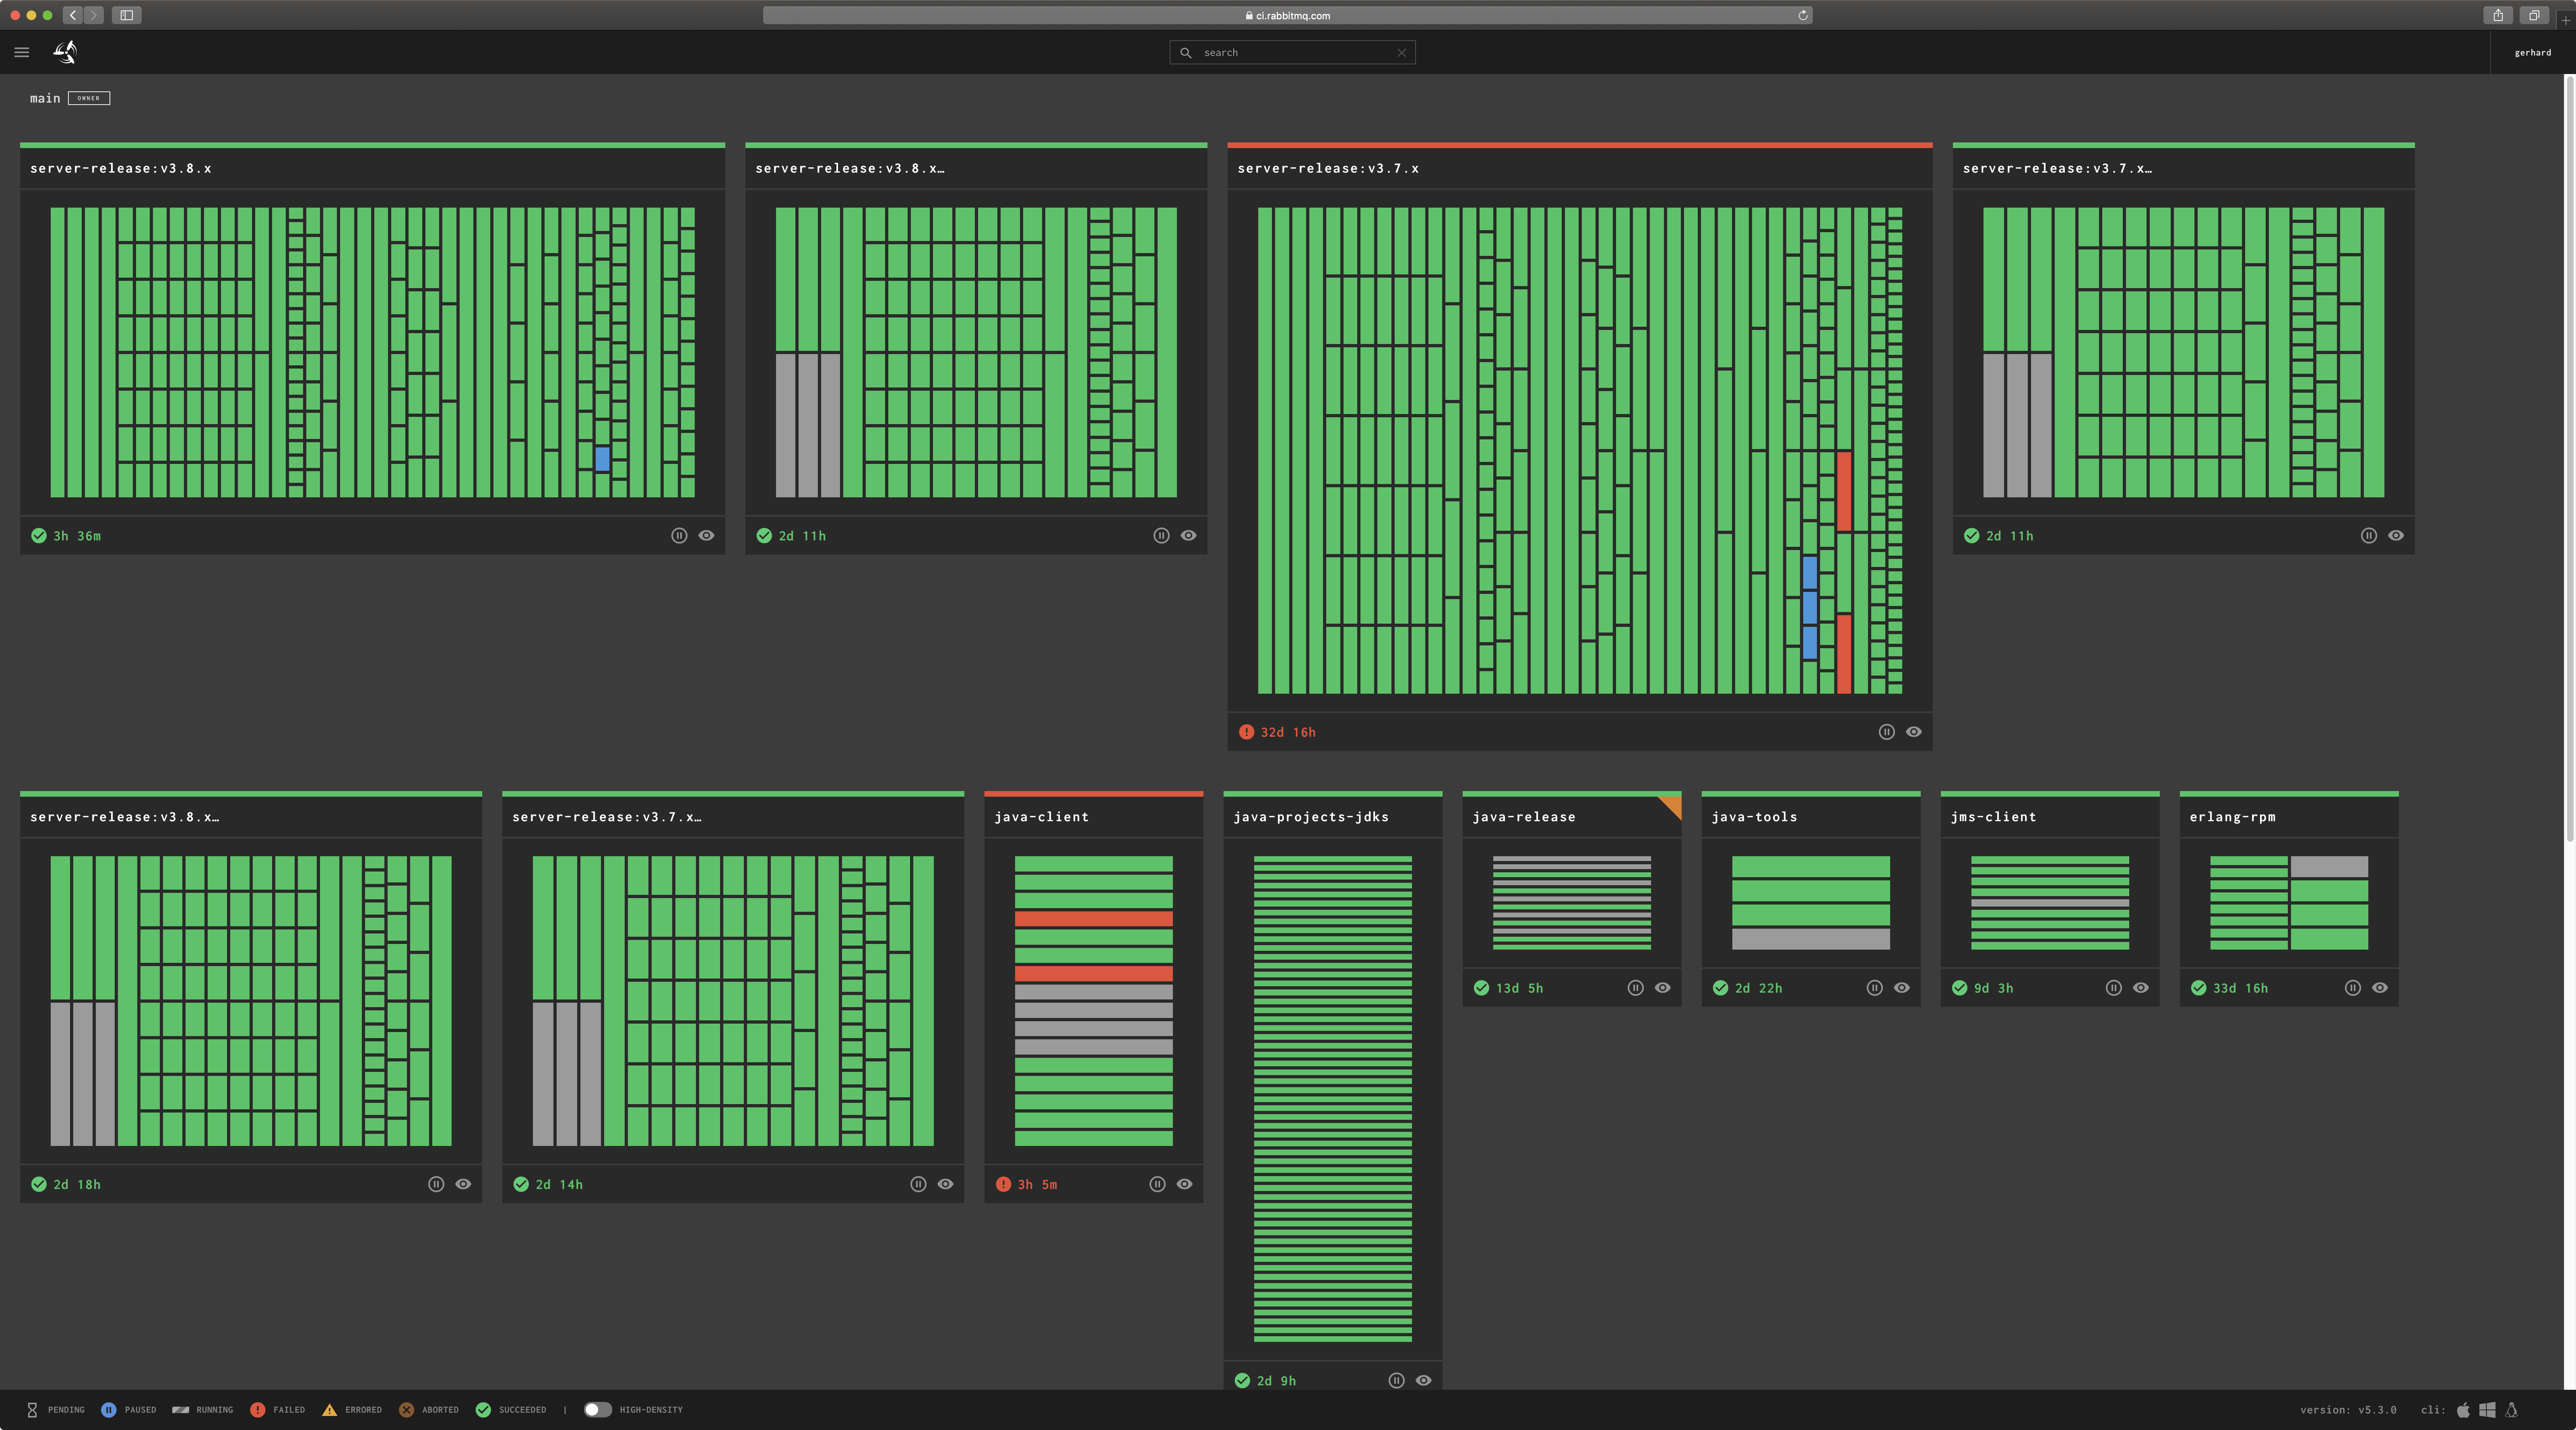 ci.rabbitmq.com
search
gerhard
main OWNER
server-release:v3.8.x
server-release:v3.8.x…
server-release:v3.7.x
server-release:v3.7.x…
3h 36m
2d 11h
32d 16h
2d 11h
server-release:v3.8.x…
server-release:v3.7.x…
java-client
java-projects-jdks
java-release
java-tools
jms-client
erlang-rpm
2d 18h
2d 14h
3h 5m
2d 9h
13d 5h
2d 22h
9d 3h
33d 16h
PENDING PAUSED RUNNING FAILED ERRORED ABORTED SUCCEEDED | HIGH-DENSITY
version: v5.3.0 cli: